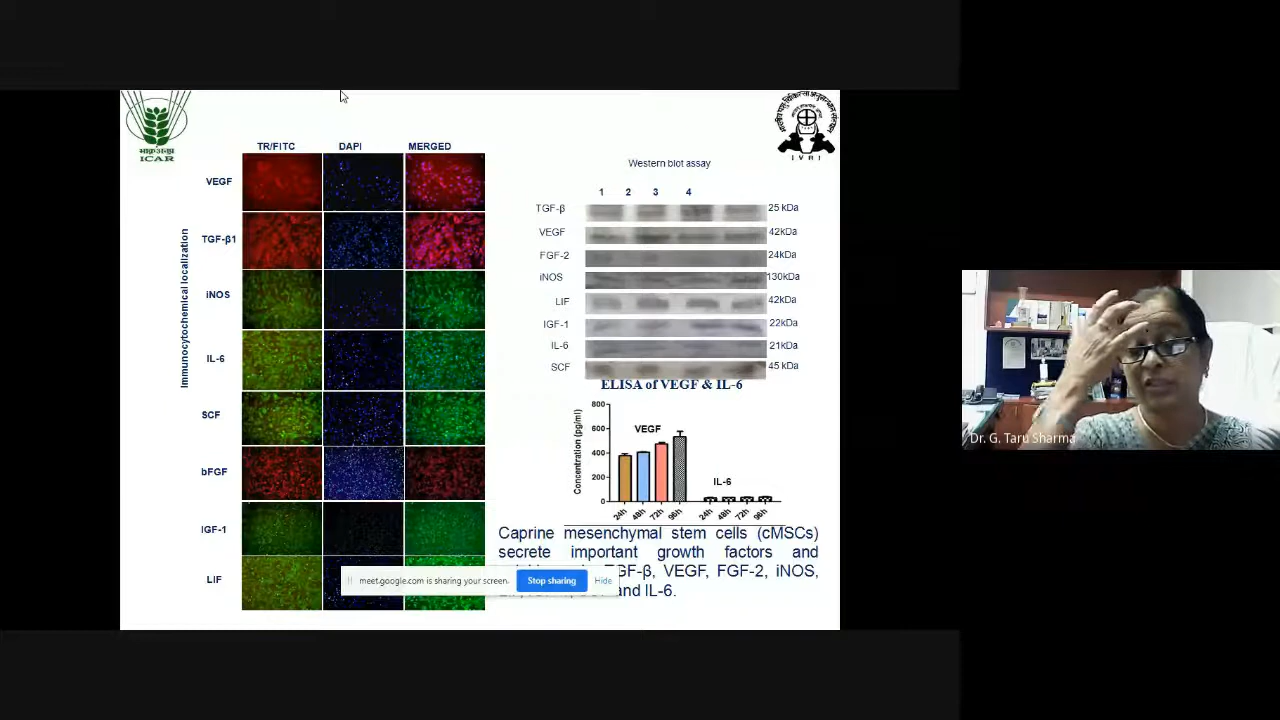 ICAR
IVRI
TR/FITC DAPI MERGED
Immunocytochemical localization
VEGF
TGF-β1
iNOS
IL-6
SCF
bFGF
IGF-1
LIF
Western blot assay
1 2 3 4
TGF-β 25 kDa
VEGF 42kDa
FGF-2 24kDa
iNOS 130kDa
LIF 42kDa
IGF-1 22kDa
IL-6 21kDa
SCF 45 kDa
ELISA of VEGF & IL-6
Concentration (pg/ml)
800
600
400
200
0
VEGF
IL-6
24h 48h 72h 96h 24h 48h 72h 96h
Caprine mesenchymal stem cells (cMSCs)
secrete important growth factors and
TGF-β, VEGF, FGF-2, iNOS,
and IL-6.
meet.google.com is sharing your screen. Stop sharing Hide
Dr. G. Taru Sharma